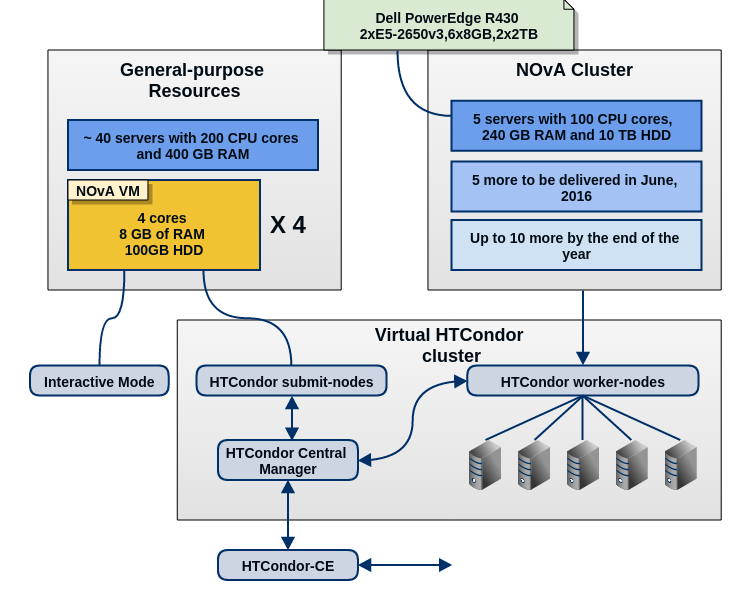 Dell PowerEdge R430
2xE5-2650v3,6x8GB,2x2TB
General-purpose
Resources
~ 40 servers with 200 CPU cores
and 400 GB RAM
NOvA VM
4 cores
8 GB of RAM
100GB HDD
X 4
NOvA Cluster
5 servers with 100 CPU cores,
240 GB RAM and 10 TB HDD
5 more to be delivered in June,
2016
Up to 10 more by the end of the
year
Virtual HTCondor
cluster
Interactive Mode
HTCondor submit-nodes
HTCondor worker-nodes
HTCondor Central
Manager
HTCondor-CE